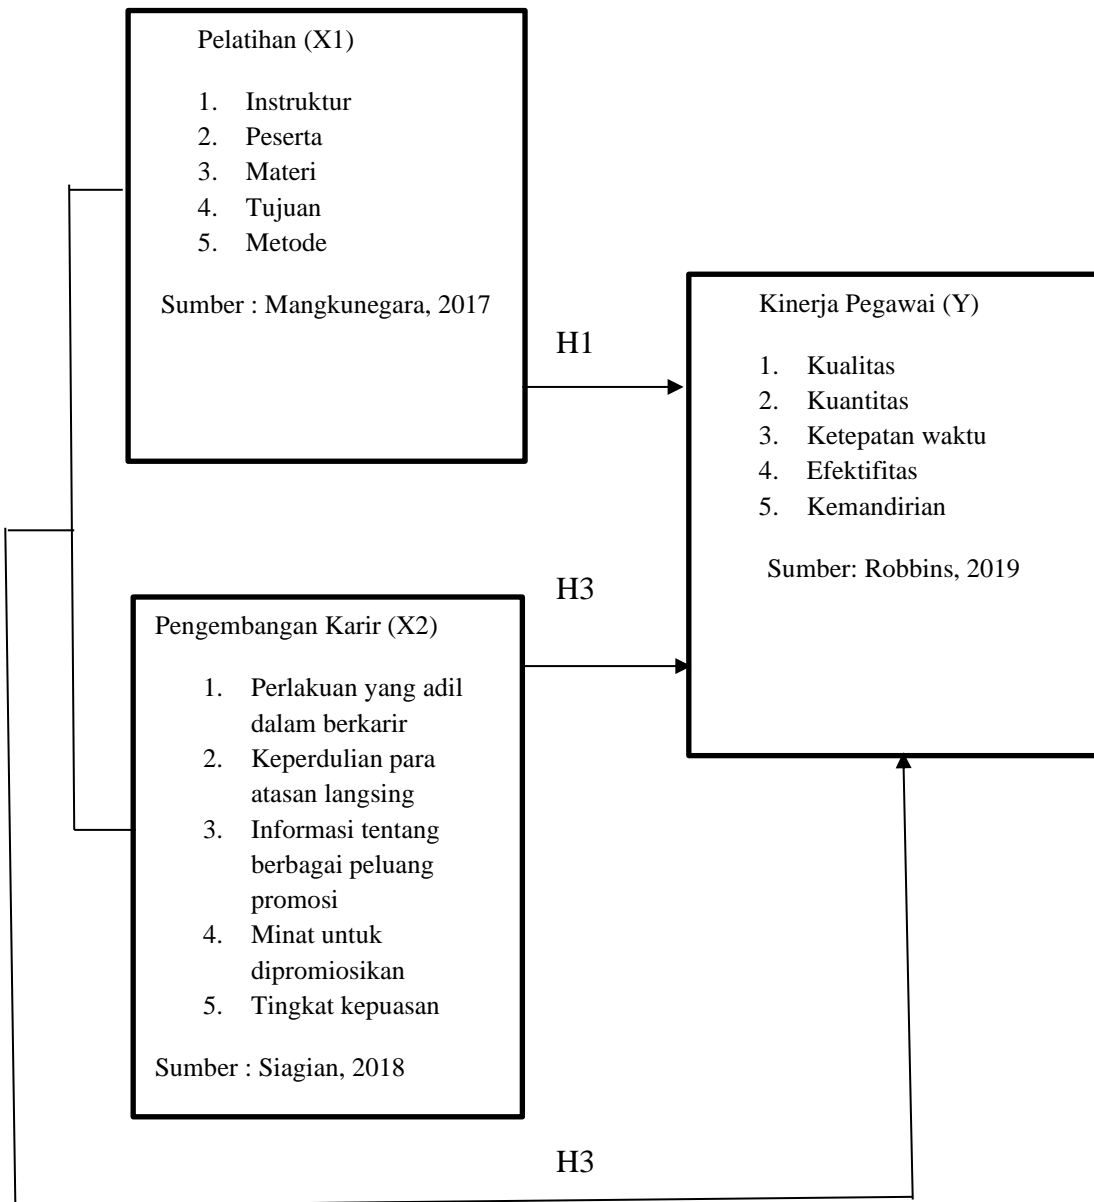 Pelatihan (X1)
1. Instruktur
2. Peserta
3. Materi
4. Tujuan
5. Metode
Sumber : Mangkunegara, 2017
H1
Kinerja Pegawai (Y)
1. Kualitas
2. Kuantitas
3. Ketepatan waktu
4. Efektifitas
5. Kemandirian
Sumber: Robbins, 2019
H3
Pengembangan Karir (X2)
1. Perlakuan yang adil
dalam berkarir
2. Keperdulian para
atasan langsing
3. Informasi tentang
berbagai peluang
promosi
4. Minat untuk
dipromiosikan
5. Tingkat kepuasan
Sumber : Siagian, 2018
H3